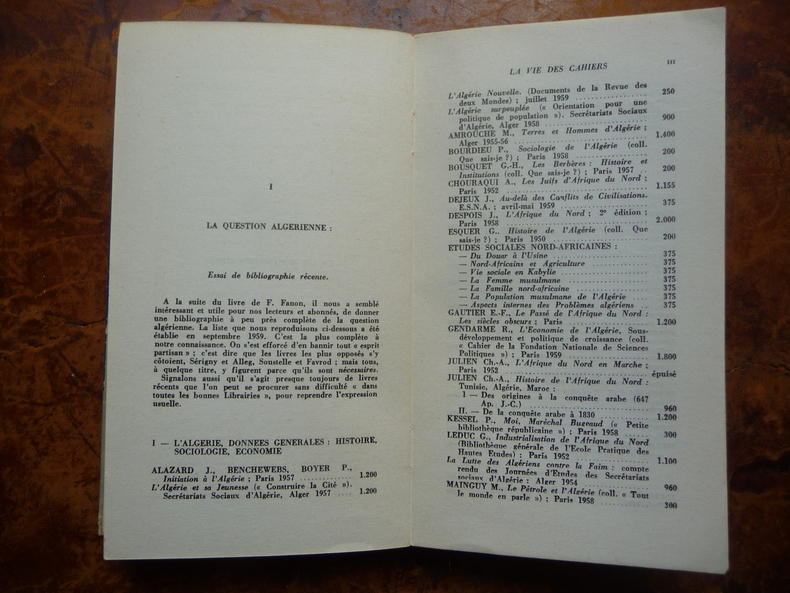 I
LA QUESTION ALGERIENNE :
Essai de bibliographie récente.
A la suite du livre de F. Fanon, il nous a semblé
intéressant et utile pour nos lecteurs et abonnés, de donner
une bibliographie à peu près complète de la question
algérienne. La liste que nous reproduisons ci-dessous a été
établie en septembre 1959. C'est la plus complète à
notre connaissance. On s'est efforcé d'en bannir tout « esprit
partisan » ; c'est dire que les livres les plus opposés s'y
côtoient, Sérigny et Alleg, Soustelle et Favrod ; mais tous,
à quelque titre, y figurent parce qu'ils sont nécessaires.
Signalons aussi qu'il s'agit presque toujours de livres
récents que l'on peut se procurer sans difficulté « dans
toutes les bonnes Librairies », pour reprendre l'expression
usuelle.
I — L'ALGERIE, DONNEES GENERALES : HISTOIRE,
SOCIOLOGIE, ECONOMIE
ALAZARD J., BENCHEWEBS, BOYER P.,
Initiation à l'Algérie ; Paris 1957 .................. 1.200
L'Algérie et sa Jeunesse (« Construire la Cité »).
Secrétariats Sociaux d'Algérie, Alger 1957 .... 1.200
LA VIE DES CAHIERS III
L'Algérie Nouvelle. (Documents de la Revue des
deux Mondes) ; juillet 1959 .................. 250
L'Algérie surpeuplée (« Orientation pour une
politique de population »). Secrétariats Sociaux
d'Algérie, Alger 1958 .................. 900
AMROUCHE M., Terres et Hommes d'Algérie ;
Alger 1955-56 .................. 1.400
BOURDIEU P., Sociologie de l'Algérie (coll.
Que sais-je ?) ; Paris 1958 .................. 200
BOUSQUET G.-H., Les Berbères : Histoire et
Institutions (coll. Que sais-je ?) ; Paris 1957 .. 200
CHOURAQUI A., Les Juifs d'Afrique du Nord ;
Paris 1952 .................. 1.155
DEJEUX J., Au-delà des Conflits de Civilisations.
E.S.N.A. ; avril-mai 1959 .................. 375
DESPOIS J., L'Afrique du Nord ; 2e édition ;
Paris 1958 .................. 2.000
ESQUER G., Histoire de l'Algérie (coll. Que
sais-je ?) ; Paris 1950 .................. 200
ETUDES SOCIALES NORD-AFRICAINES :
— Du Douar à l'Usine .................. 375
— Nord-Africains et Agriculture .................. 375
— Vie sociale en Kabylie .................. 375
— La Femme musulmane .................. 375
— La Famille nord-africaine .................. 375
— La Population musulmane de l'Algérie .... 375
— Aspects internes des Problèmes algériens .... 375
GAUTIER E.-F., Le Passé de l'Afrique du Nord :
Les siècles obscurs ; Paris .................. 1.200
GENDARME R., L'Economie de l'Algérie, Sous-
développement et politique de croissance (coll.
« Cahier de la Fondation Nationale de Sciences
Politiques ») ; Paris 1959 .................. 1.800
JULIEN Ch.-A., L'Afrique du Nord en Marche ;
Paris 1952 .................. épuisé
JULIEN Ch.-A., Histoire de l'Afrique du Nord :
Tunisie, Algérie, Maroc :
I — Des origines à la conquête arabe (647
Ap. J.-C.) .................. 960
II. — De la conquête arabe à 1830 .................. 1.200
KESSEL P., Moi, Maréchal Bugeaud (« Petite
bibliothèque républicaine ») ; Paris 1958 .... 300
LEDUC G., Industrialisation de l'Afrique du Nord
(Bibliothèque générale de l'Ecole Pratique des
Hautes Etudes) ; Paris 1952 .................. 1.100
La Lutte des Algériens contre la Faim : compte
rendu des Journées d'Etudes des Secrétariats
sociaux d'Algérie : Alger 1954 .................. 960
MAINGUY M., Le Pétrole et l'Algérie (coll. « Tout
le monde en parle ») ; Paris 1958 .................. 300